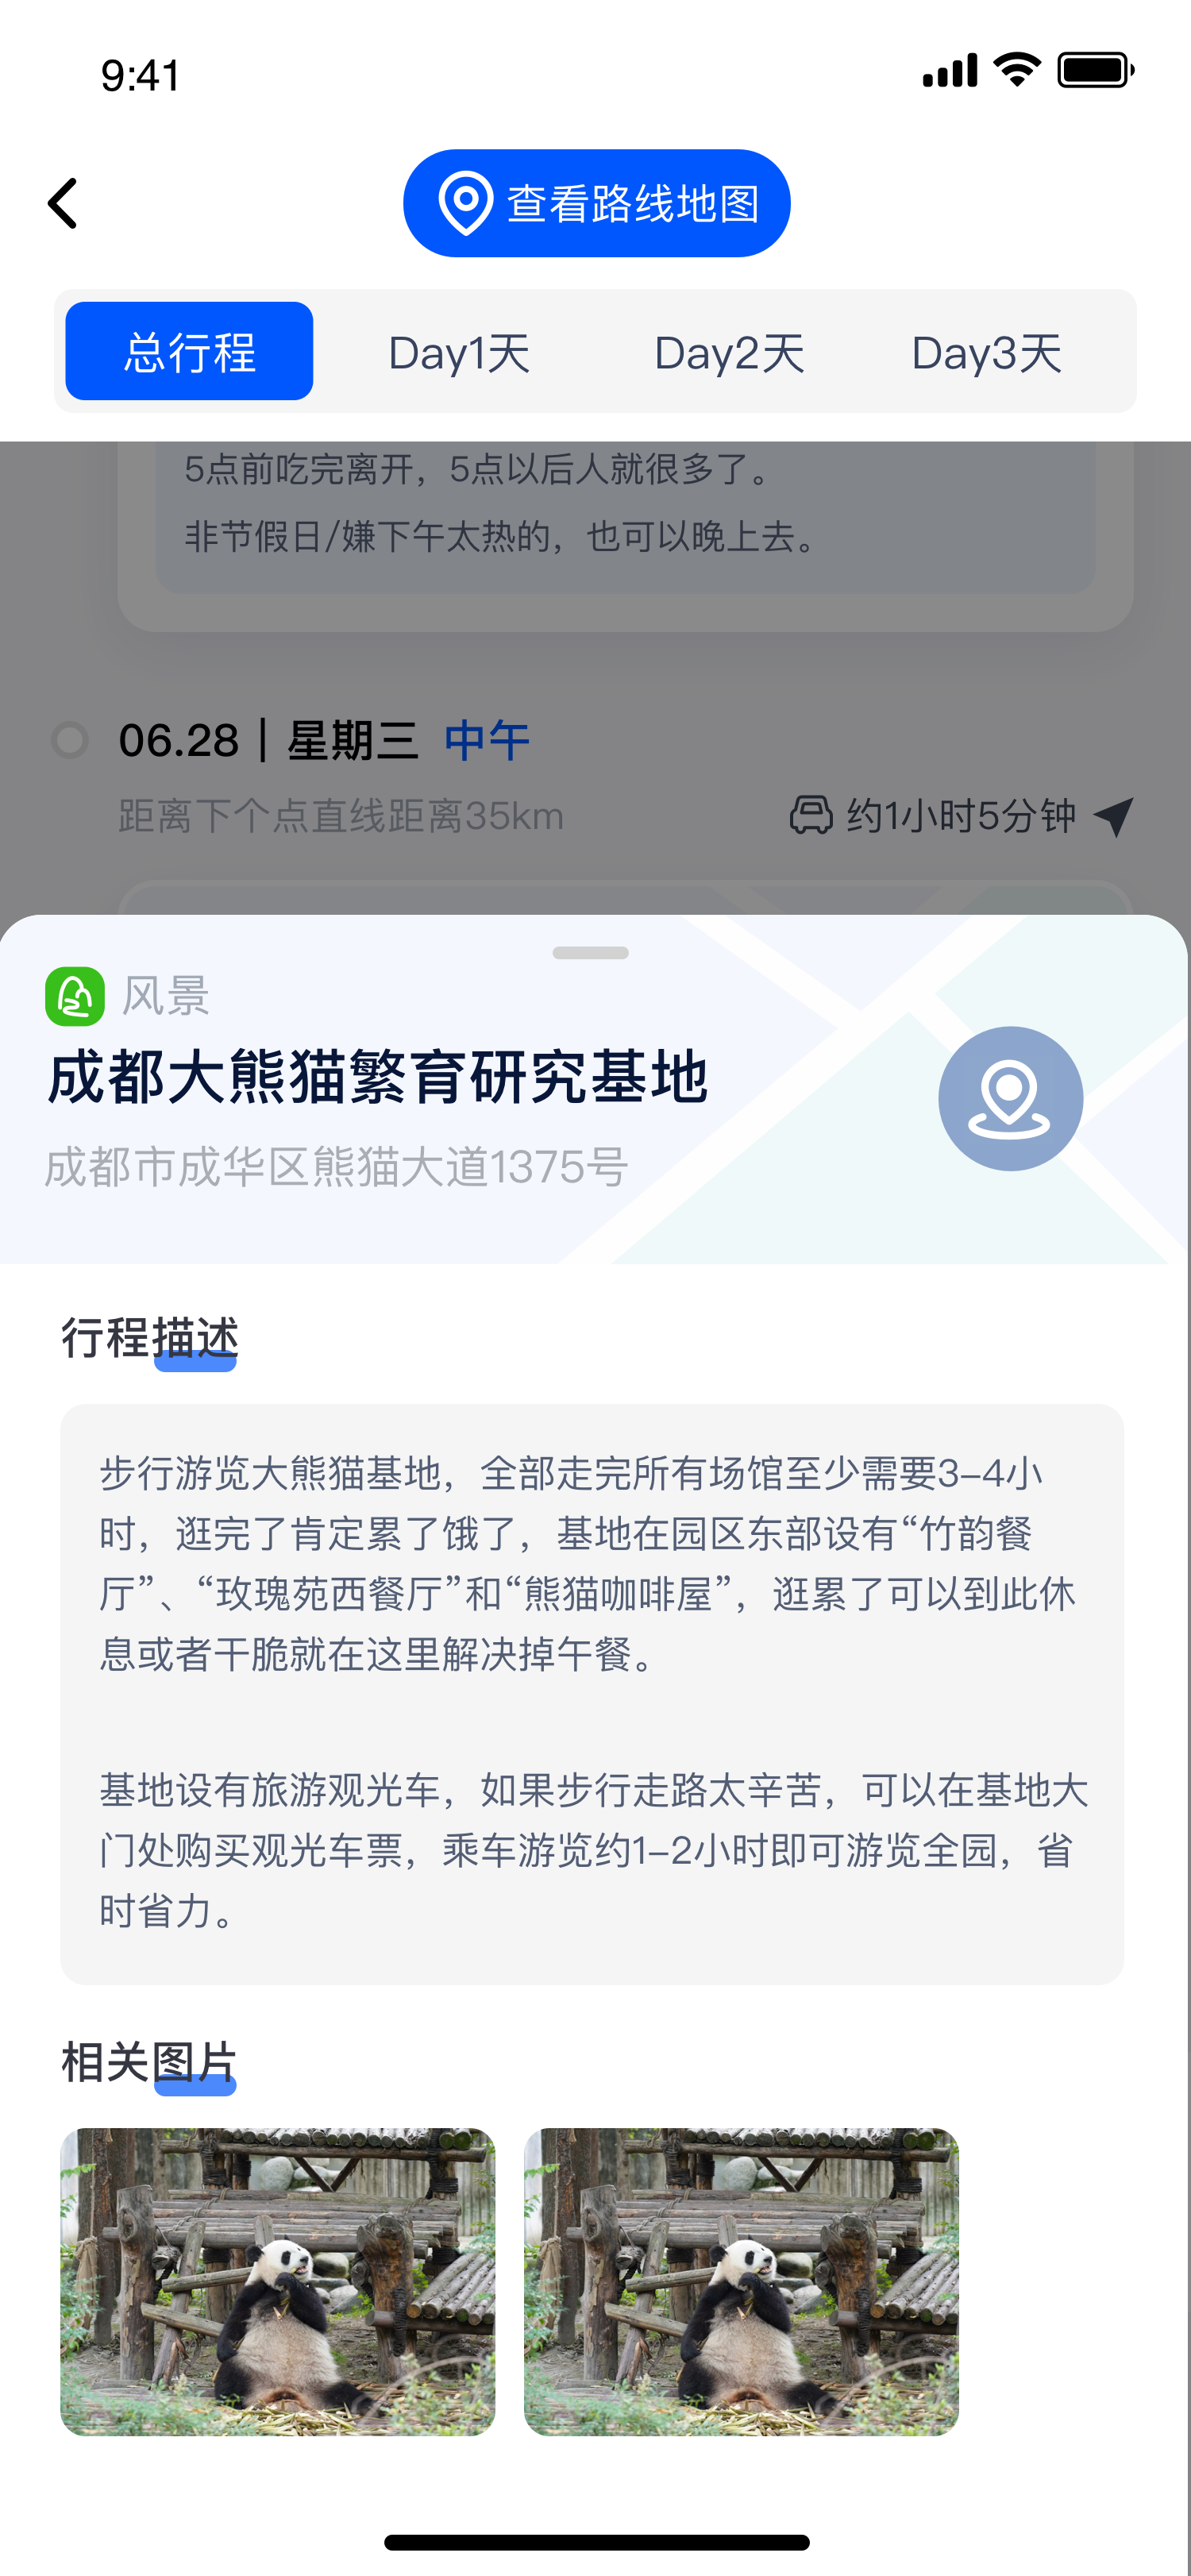 9:41
查看路线地图
总行程 Day1天 Day2天 Day3天
5点前吃完离开，5点以后人就很多了。
非节假日/嫌下午太热的，也可以晚上去。
06.28｜星期三 中午
距离下个点直线距离35km 约1小时5分钟
风景
成都大熊猫繁育研究基地
成都市成华区熊猫大道1375号
行程描述
步行游览大熊猫基地，全部走完所有场馆至少需要3-4小
时，逛完了肯定累了饿了，基地在园区东部设有“竹韵餐
厅”、“玫瑰苑西餐厅”和“熊猫咖啡屋”，逛累了可以到此休
息或者干脆就在这里解决掉午餐。
基地设有旅游观光车，如果步行走路太辛苦，可以在基地大
门处购买观光车票，乘车游览约1-2小时即可游览全园，省
时省力。
相关图片